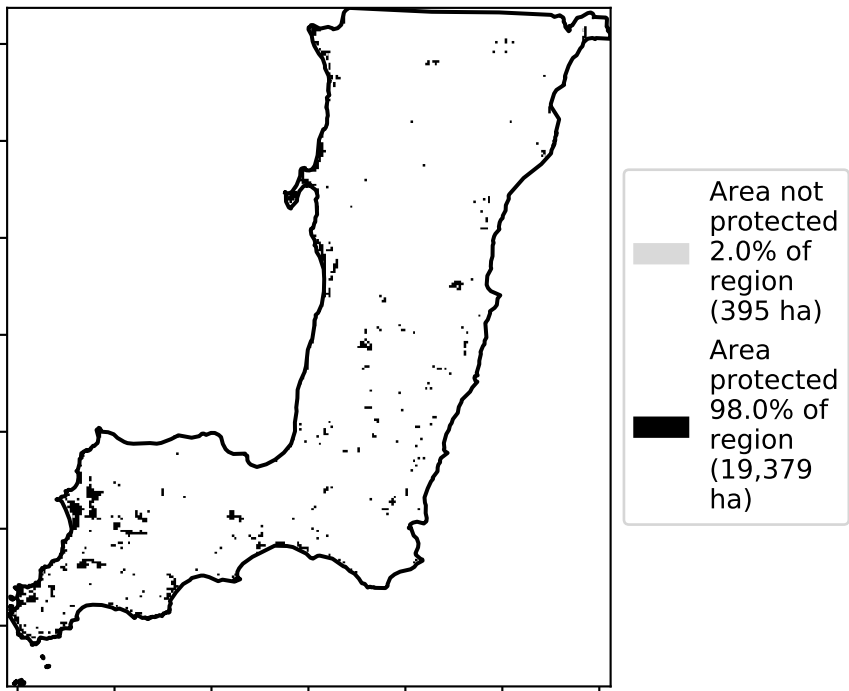 Area not
protected
2.0% of
region
(395 ha)
Area
protected
98.0% of
region
(19,379
ha)